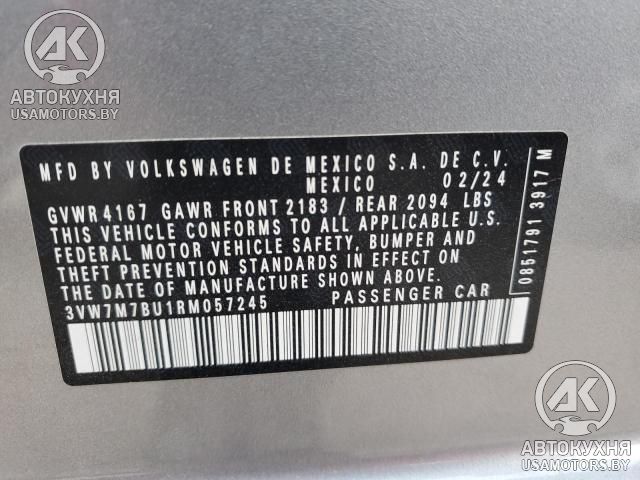 AK
АВТОКУХНЯ
USAMOTORS.BY
MFD BY VOLKSWAGEN DE MEXICO S.A. DE C.V.
MEXICO 02/24
GVWR 4167 GAWR FRONT 2183 / REAR 2094 LBS
THIS VEHICLE CONFORMS TO ALL APPLICABLE U.S.
FEDERAL MOTOR VEHICLE SAFETY, BUMPER AND
THEFT PREVENTION STANDARDS IN EFFECT ON
THE DATE OF MANUFACTURE SHOWN ABOVE.
3VW7M7BU1RM057245 PASSENGER CAR
0851791 3917 M
AK
АВТОКУХНЯ
USAMOTORS.BY